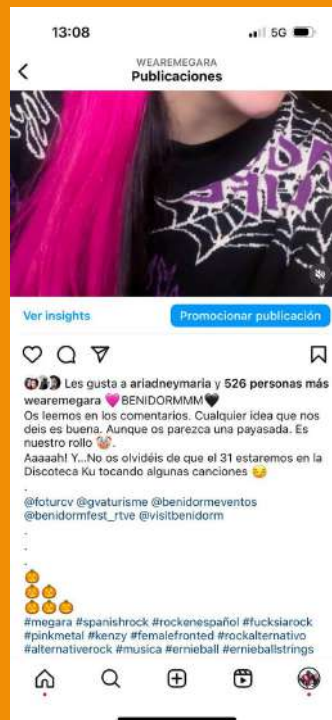 13:08
5G
WEAREMEGARA
Publicaciones
Ver insights
Promocionar publicación
Les gusta a ariadneymaria y 526 personas más
wearemegara 🩷BENIDORMMM🖤
Os leemos en los comentarios. Cualquier idea que nos
deis es buena. Aunque os parezca una payasada. Es
nuestro rollo 🤡.
Aaaaah! Y...No os olvidéis de que el 31 estaremos en la
Discoteca Ku tocando algunas canciones 😏
.
@foturcv @gvaturisme @benidormeventos
@benidormfest_rtve @visitbenidorm
.
.
.
🎃
🎃🎃
🎃🎃🎃
#megara #spanishrock #rockenespañol #fucksiarock
#pinkmetal #kenzy #femalefronted #rockalternativo
#alternativerock #musica #ernieball #ernieballstrings